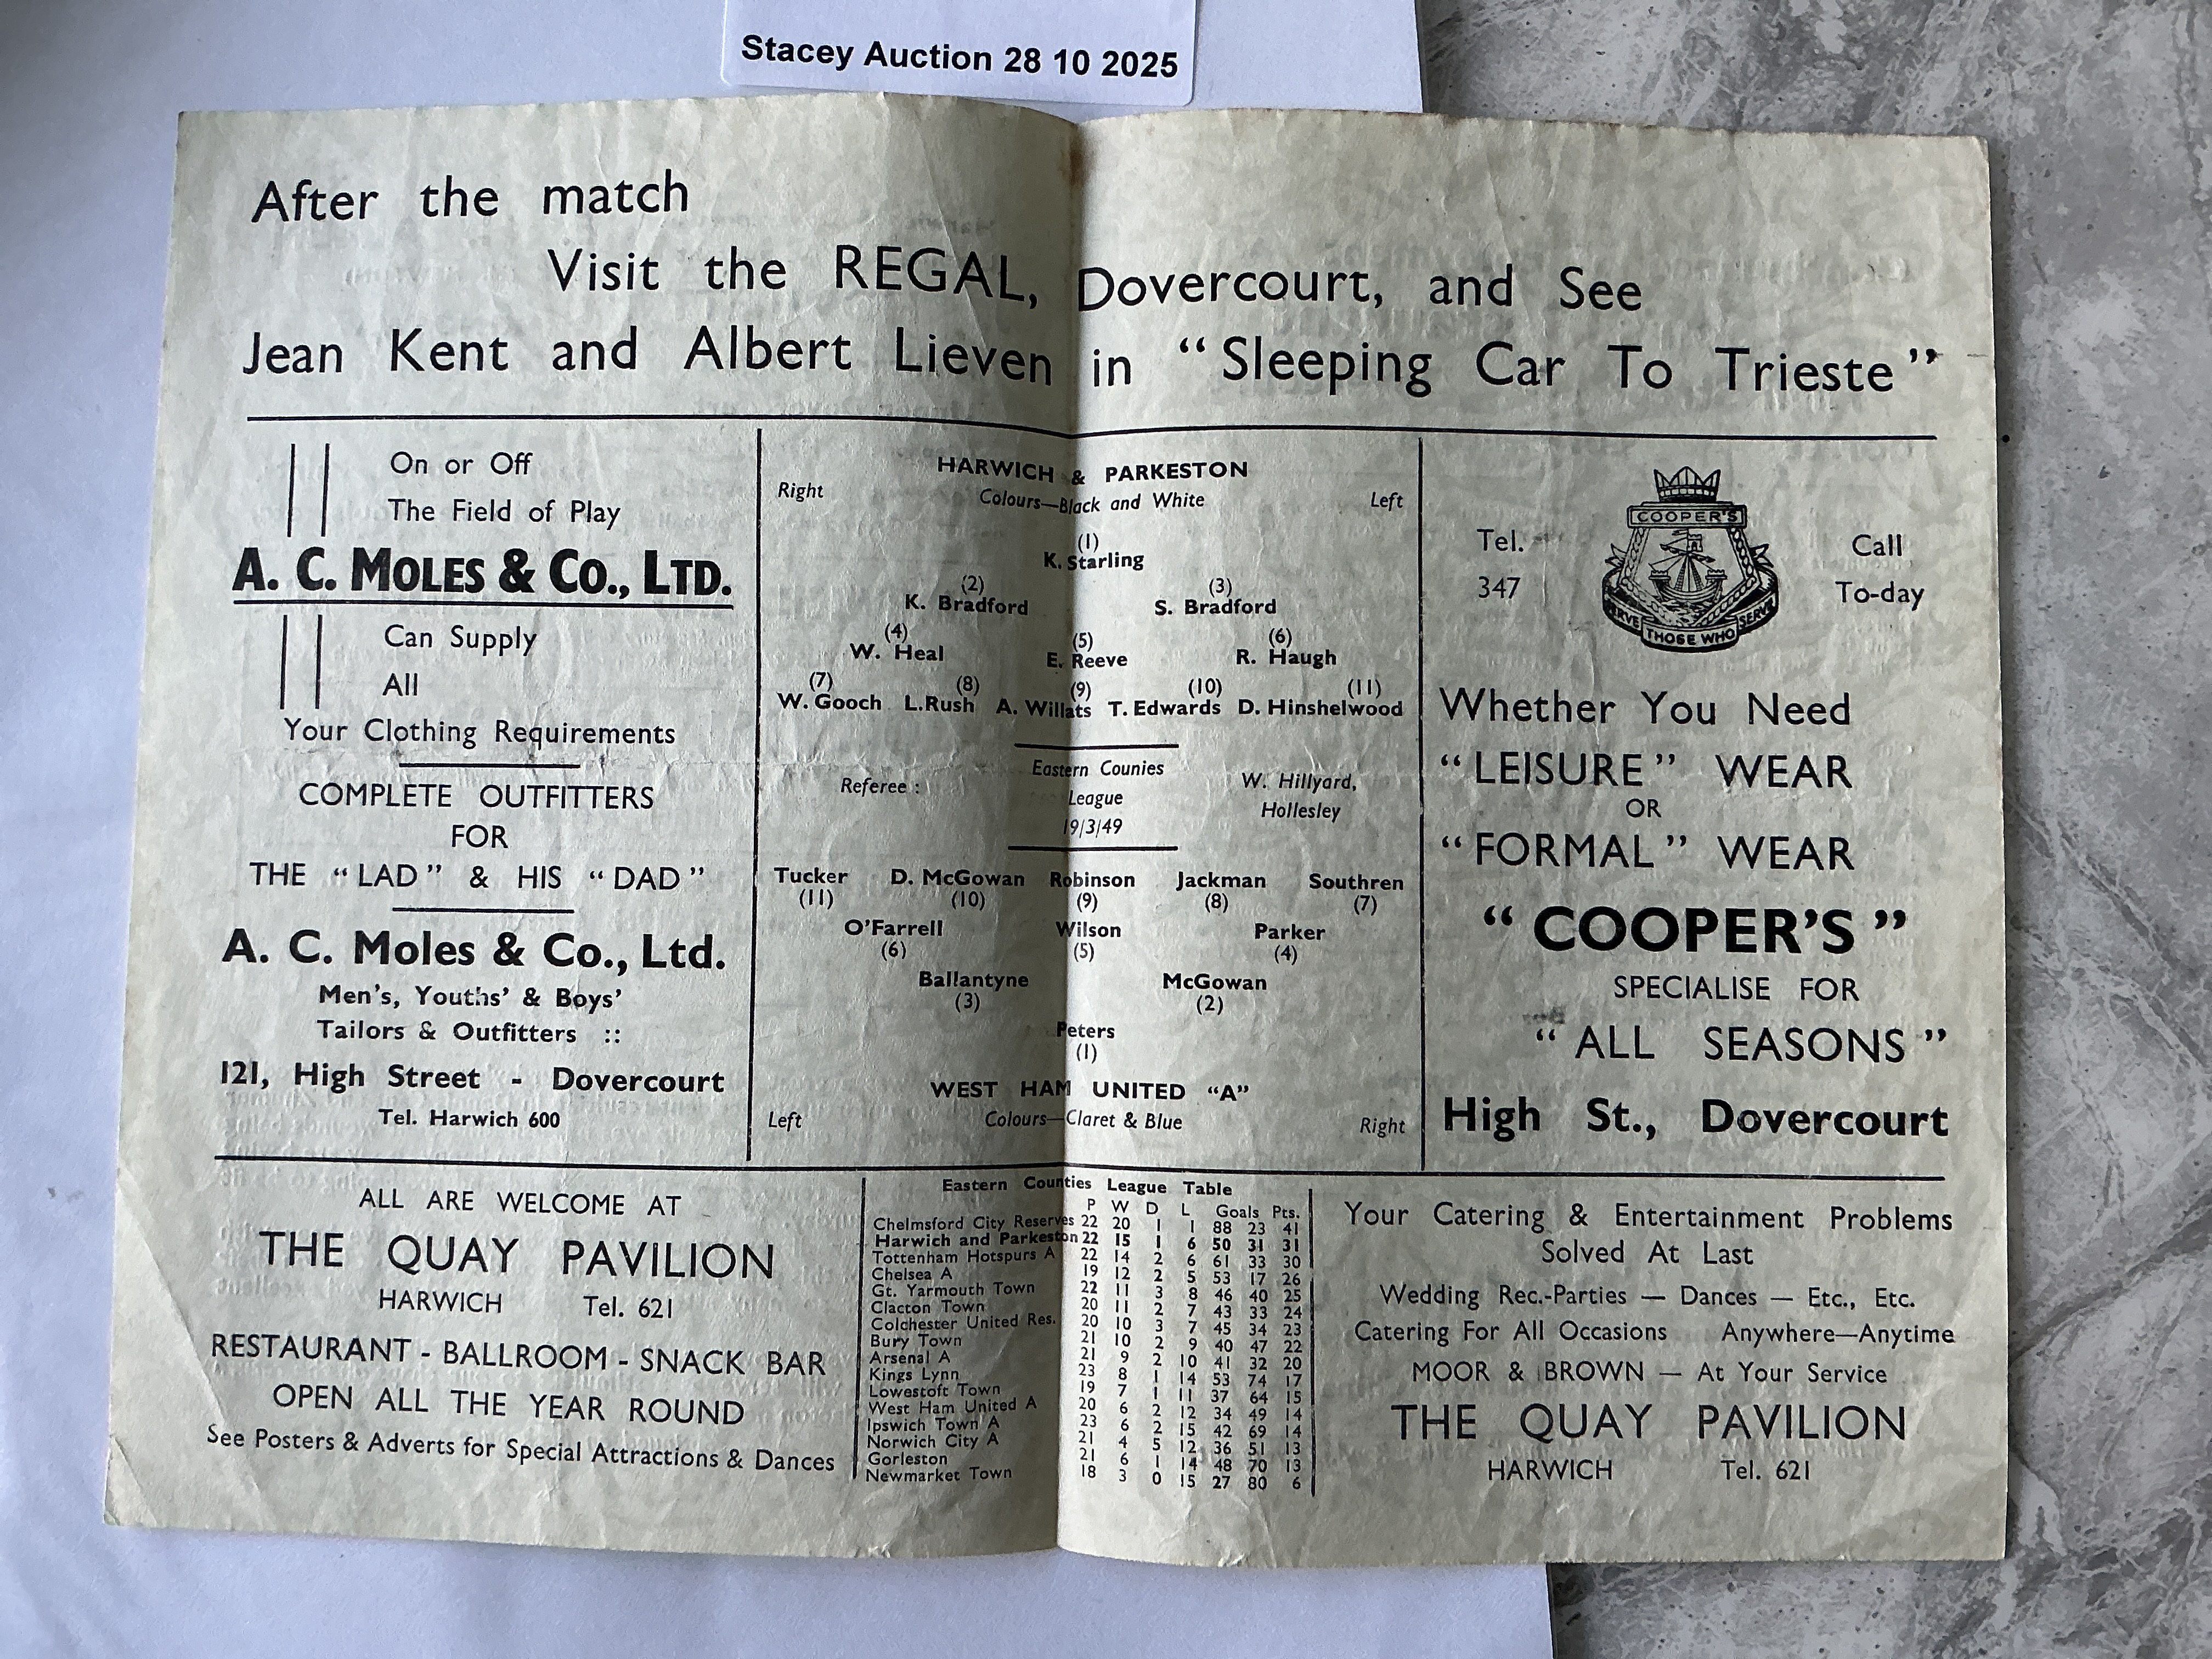 Stacey Auction 28 10 2025
After the match
Visit the REGAL, Dovercourt, and See
Jean Kent and Albert Lieven in “Sleeping Car To Trieste”
On or Off
The Field of Play
A. C. MOLES & CO., LTD.
Can Supply
All
Your Clothing Requirements
COMPLETE OUTFITTERS
FOR
THE “LAD” & HIS “DAD”
A. C. Moles & Co., Ltd.
Men's, Youths' & Boys'
Tailors & Outfitters ::
121, High Street - Dovercourt
Tel. Harwich 600
HARWICH & PARKESTON
Right Colours—Black and White Left
(1)
K. Starling
(2) (3)
K. Bradford S. Bradford
(4) (5) (6)
W. Heal E. Reeve R. Haugh
(7) (8) (9) (10) (11)
W. Gooch L. Rush A. Willats T. Edwards D. Hinshelwood
Referee : Eastern Counies W. Hillyard,
League Hollesley
19/3/49
Tucker D. McGowan Robinson Jackman Southren
(11) (10) (9) (8) (7)
O'Farrell Wilson Parker
(6) (5) (4)
Ballantyne McGowan
(3) (2)
Peters
(1)
WEST HAM UNITED “A”
Left Colours—Claret & Blue Right
COOPER'S
SERVE THOSE WHO SERVE
Tel. Call
347 To-day
Whether You Need
“LEISURE” WEAR
OR
“FORMAL” WEAR
“COOPER'S”
SPECIALISE FOR
“ALL SEASONS”
High St., Dovercourt
ALL ARE WELCOME AT
THE QUAY PAVILION
HARWICH Tel. 621
RESTAURANT - BALLROOM - SNACK BAR
OPEN ALL THE YEAR ROUND
See Posters & Adverts for Special Attractions & Dances
Eastern Counties League Table
P W D L Goals Pts.
Chelmsford City Reserves 22 20 1 1 88 23 41
Harwich and Parkeston 22 15 1 6 50 31 31
Tottenham Hotspurs A 22 14 2 6 61 33 30
Chelsea A 19 12 2 5 53 17 26
Gt. Yarmouth Town 22 11 3 8 46 40 25
Clacton Town 20 11 2 7 43 33 24
Colchester United Res. 20 10 3 7 45 34 23
Bury Town 21 10 2 9 40 47 22
Arsenal A 21 9 2 10 41 32 20
Kings Lynn 23 8 1 14 53 74 17
Lowestoft Town 19 7 1 11 37 64 15
West Ham United A 20 6 2 12 34 49 14
Ipswich Town A 23 6 2 15 42 69 14
Norwich City A 21 4 5 12 36 51 13
Gorleston 21 6 1 14 48 70 13
Newmarket Town 18 3 0 15 27 80 6
Your Catering & Entertainment Problems
Solved At Last
Wedding Rec.-Parties — Dances — Etc., Etc.
Catering For All Occasions Anywhere—Anytime
MOOR & BROWN — At Your Service
THE QUAY PAVILION
HARWICH Tel. 621